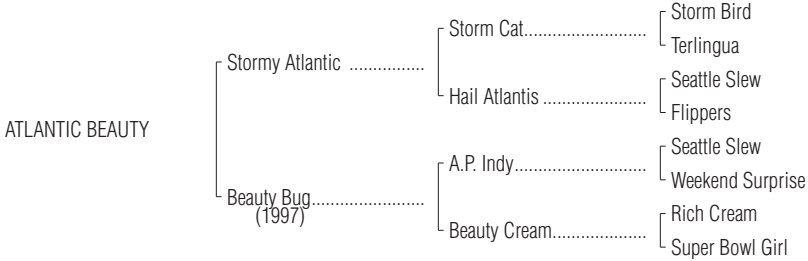 Storm Bird
Storm Cat..........................
Terlingua
Stormy Atlantic ................
Seattle Slew
Hail Atlantis ......................
Flippers
ATLANTIC BEAUTY
Seattle Slew
A.P. Indy............................
Weekend Surprise
Beauty Bug........................
(1997)
Rich Cream
Beauty Cream....................
Super Bowl Girl